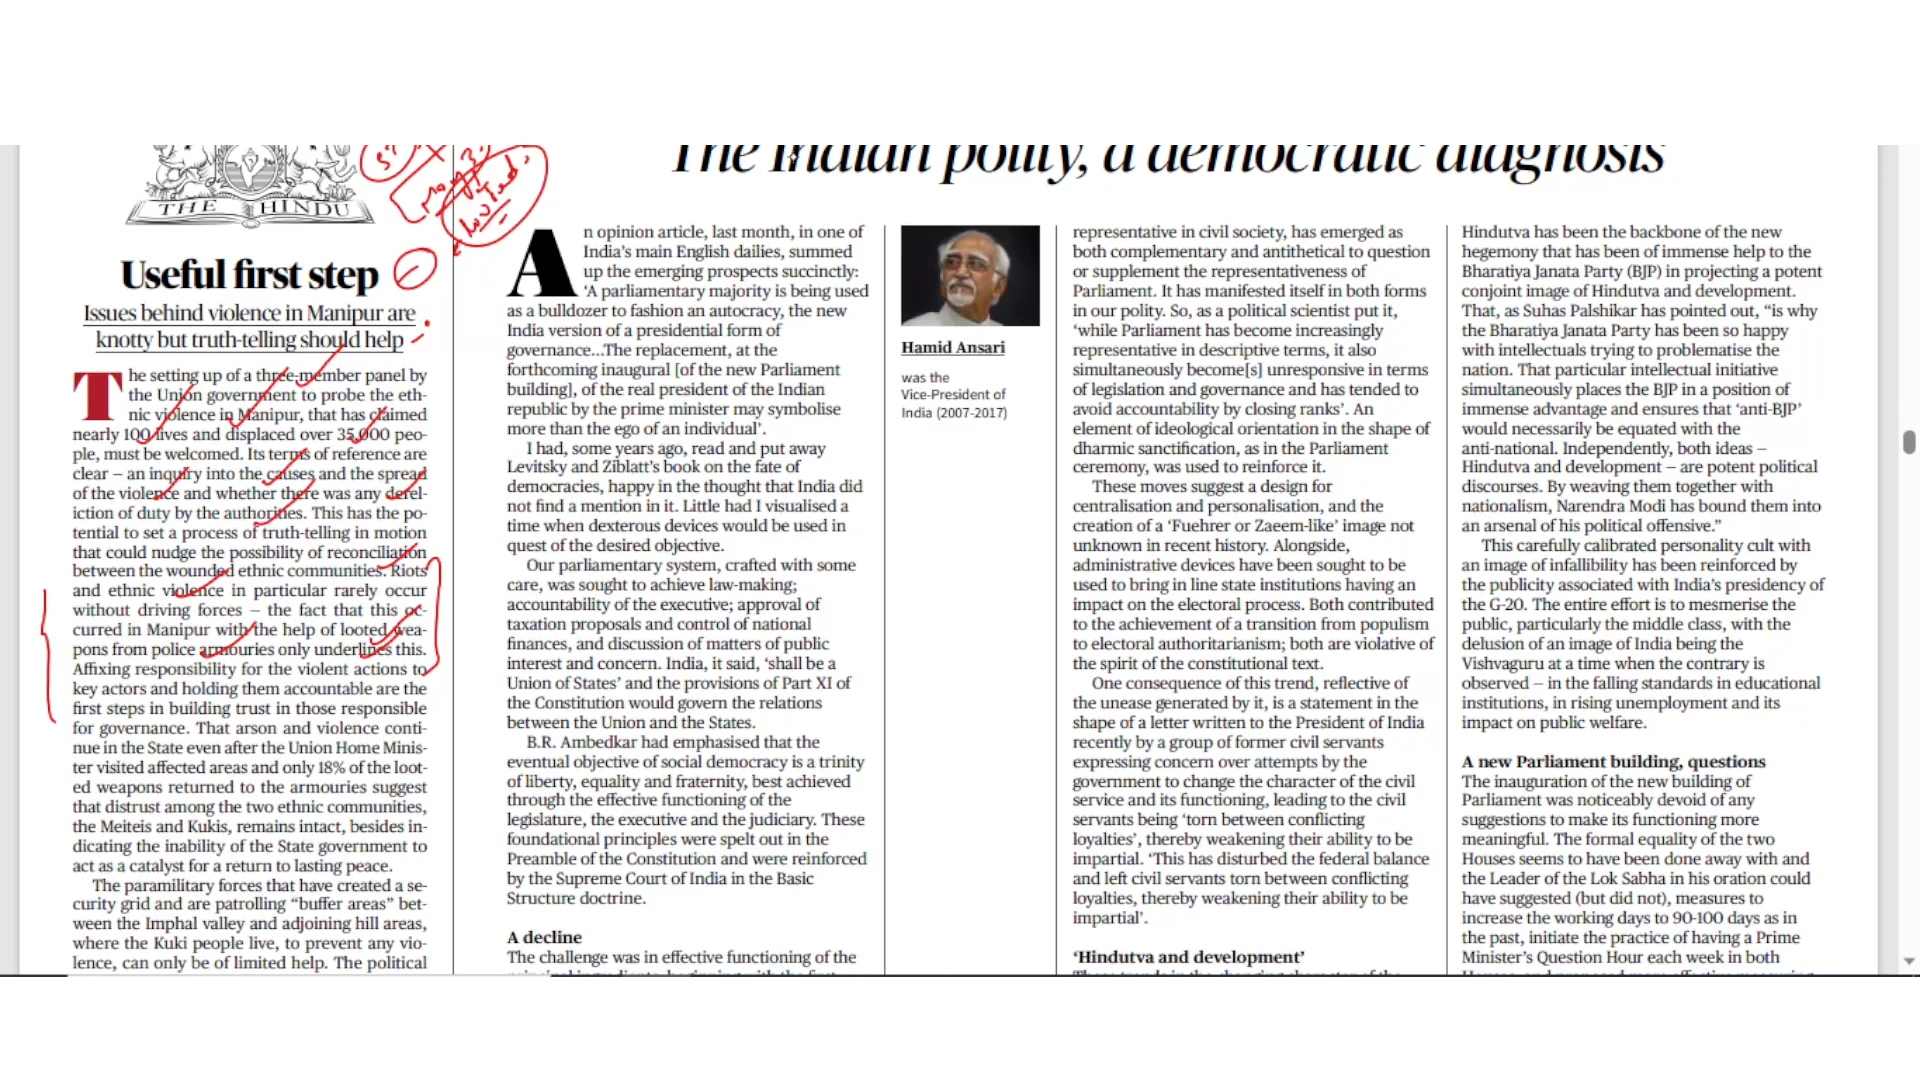 THE HINDU
Useful first step
Issues behind violence in Manipur are
knotty but truth-telling should help
The setting up of a three-member panel by
the Union government to probe the eth-
nic violence in Manipur, that has claimed
nearly 100 lives and displaced over 35,000 peo-
ple, must be welcomed. Its terms of reference are
clear – an inquiry into the causes and the spread
of the violence and whether there was any derel-
iction of duty by the authorities. This has the po-
tential to set a process of truth-telling in motion
that could nudge the possibility of reconciliation
between the wounded ethnic communities. Riots
and ethnic violence in particular rarely occur
without driving forces – the fact that this oc-
curred in Manipur with the help of looted wea-
pons from police armouries only underlines this.
Affixing responsibility for the violent actions to
key actors and holding them accountable are the
first steps in building trust in those responsible
for governance. That arson and violence conti-
nue in the State even after the Union Home Minis-
ter visited affected areas and only 18% of the loot-
ed weapons returned to the armouries suggest
that distrust among the two ethnic communities,
the Meiteis and Kukis, remains intact, besides in-
dicating the inability of the State government to
act as a catalyst for a return to lasting peace.
The paramilitary forces that have created a se-
curity grid and are patrolling “buffer areas” bet-
ween the Imphal valley and adjoining hill areas,
where the Kuki people live, to prevent any vio-
lence, can only be of limited help. The political
The Indian polity, a democratic diagnosis
An opinion article, last month, in one of
India’s main English dailies, summed
up the emerging prospects succinctly:
‘A parliamentary majority is being used
as a bulldozer to fashion an autocracy, the new
India version of a presidential form of
governance...The replacement, at the
forthcoming inaugural [of the new Parliament
building], of the real president of the Indian
republic by the prime minister may symbolise
more than the ego of an individual’.
I had, some years ago, read and put away
Levitsky and Ziblatt’s book on the fate of
democracies, happy in the thought that India did
not find a mention in it. Little had I visualised a
time when dexterous devices would be used in
quest of the desired objective.
Our parliamentary system, crafted with some
care, was sought to achieve law-making;
accountability of the executive; approval of
taxation proposals and control of national
finances, and discussion of matters of public
interest and concern. India, it said, ‘shall be a
Union of States’ and the provisions of Part XI of
the Constitution would govern the relations
between the Union and the States.
B.R. Ambedkar had emphasised that the
eventual objective of social democracy is a trinity
of liberty, equality and fraternity, best achieved
through the effective functioning of the
legislature, the executive and the judiciary. These
foundational principles were spelt out in the
Preamble of the Constitution and were reinforced
by the Supreme Court of India in the Basic
Structure doctrine.
A decline
The challenge was in effective functioning of the
Hamid Ansari
was the
Vice-President of
India (2007-2017)
representative in civil society, has emerged as
both complementary and antithetical to question
or supplement the representativeness of
Parliament. It has manifested itself in both forms
in our polity. So, as a political scientist put it,
‘while Parliament has become increasingly
representative in descriptive terms, it also
simultaneously become[s] unresponsive in terms
of legislation and governance and has tended to
avoid accountability by closing ranks’. An
element of ideological orientation in the shape of
dharmic sanctification, as in the Parliament
ceremony, was used to reinforce it.
These moves suggest a design for
centralisation and personalisation, and the
creation of a ‘Fuehrer or Zaeem-like’ image not
unknown in recent history. Alongside,
administrative devices have been sought to be
used to bring in line state institutions having an
impact on the electoral process. Both contributed
to the achievement of a transition from populism
to electoral authoritarianism; both are violative of
the spirit of the constitutional text.
One consequence of this trend, reflective of
the unease generated by it, is a statement in the
shape of a letter written to the President of India
recently by a group of former civil servants
expressing concern over attempts by the
government to change the character of the civil
service and its functioning, leading to the civil
servants being ‘torn between conflicting
loyalties’, thereby weakening their ability to be
impartial. ‘This has disturbed the federal balance
and left civil servants torn between conflicting
loyalties, thereby weakening their ability to be
impartial’.
‘Hindutva and development’
Hindutva has been the backbone of the new
hegemony that has been of immense help to the
Bharatiya Janata Party (BJP) in projecting a potent
conjoint image of Hindutva and development.
That, as Suhas Palshikar has pointed out, “is why
the Bharatiya Janata Party has been so happy
with intellectuals trying to problematise the
nation. That particular intellectual initiative
simultaneously places the BJP in a position of
immense advantage and ensures that ‘anti-BJP’
would necessarily be equated with the
anti-national. Independently, both ideas –
Hindutva and development – are potent political
discourses. By weaving them together with
nationalism, Narendra Modi has bound them into
an arsenal of his political offensive.”
This carefully calibrated personality cult with
an image of infallibility has been reinforced by
the publicity associated with India’s presidency of
the G-20. The entire effort is to mesmerise the
public, particularly the middle class, with the
delusion of an image of India being the
Vishvaguru at a time when the contrary is
observed – in the falling standards in educational
institutions, in rising unemployment and its
impact on public welfare.
A new Parliament building, questions
The inauguration of the new building of
Parliament was noticeably devoid of any
suggestions to make its functioning more
meaningful. The formal equality of the two
Houses seems to have been done away with and
the Leader of the Lok Sabha in his oration could
have suggested (but did not), measures to
increase the working days to 90-100 days as in
the past, initiate the practice of having a Prime
Minister’s Question Hour each week in both